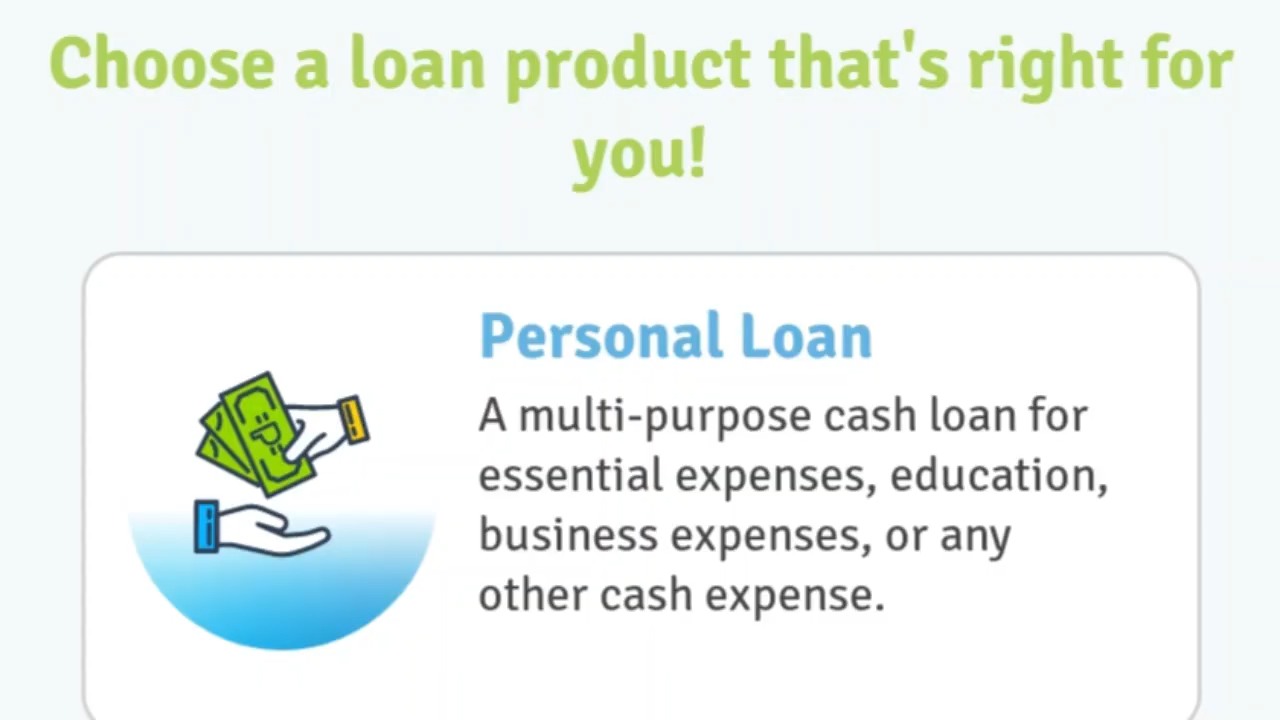 Choose a loan product that's right for
you!
Personal Loan
A multi-purpose cash loan for
essential expenses, education,
business expenses, or any
other cash expense.